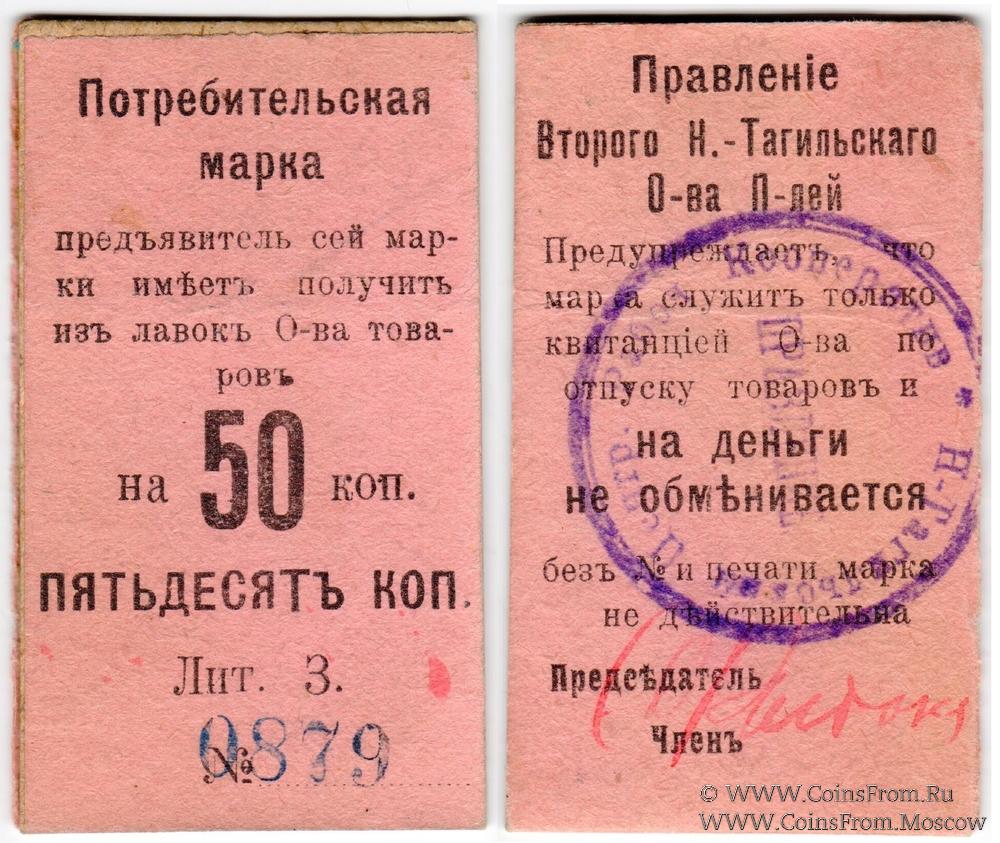 Потребительская
марка
предъявитель сей мар-
ки имѣетъ получить
изъ лавокъ О-ва това-
ровъ
на 50 коп.
ПЯТЬДЕСЯТЪ КОП.
Лит. З.
№ 0879
Правленіе
Второго Н.-Тагильскаго
О-ва П-лей
Предупреждаетъ, что
марка служитъ только
квитанціей О-ва по
отпуску товаровъ и
на деньги
не обмѣнивается
безъ № и печати марка
не дѣйствительна
Предсѣдатель
Членъ
Кооператив * Н-Тагильский
© WWW.CoinsFrom.Ru
WWW.CoinsFrom.Moscow